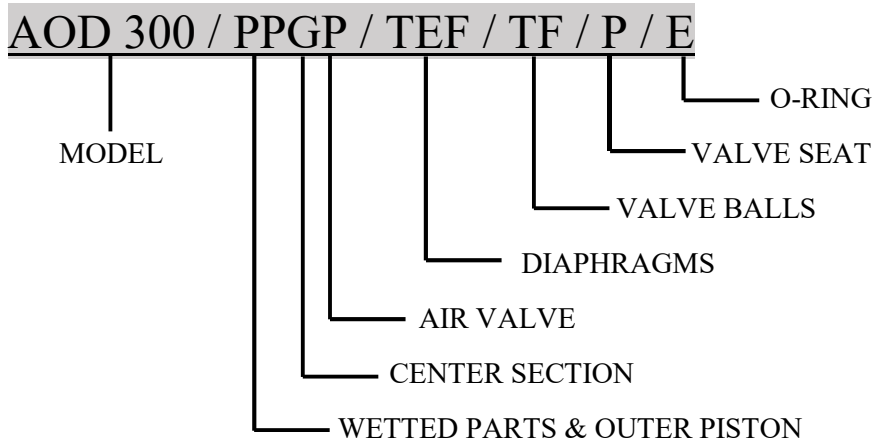 AOD 300 / PPGP / TEF / TF / P / E
O-RING
MODEL
VALVE SEAT
VALVE BALLS
DIAPHRAGMS
AIR VALVE
CENTER SECTION
WETTED PARTS & OUTER PISTON